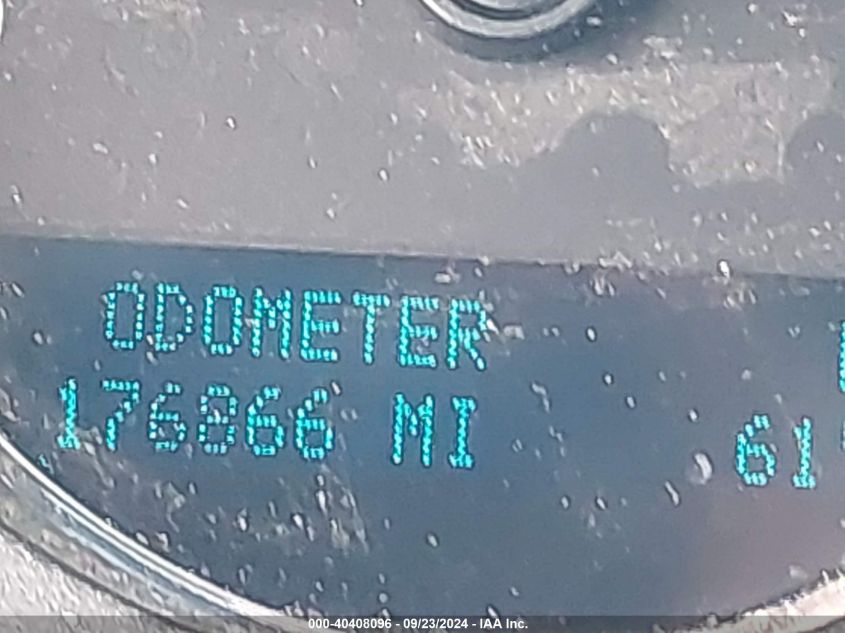 ODOMETER
176866 MI
61
000-40408096 - 09/23/2024 - IAA Inc.